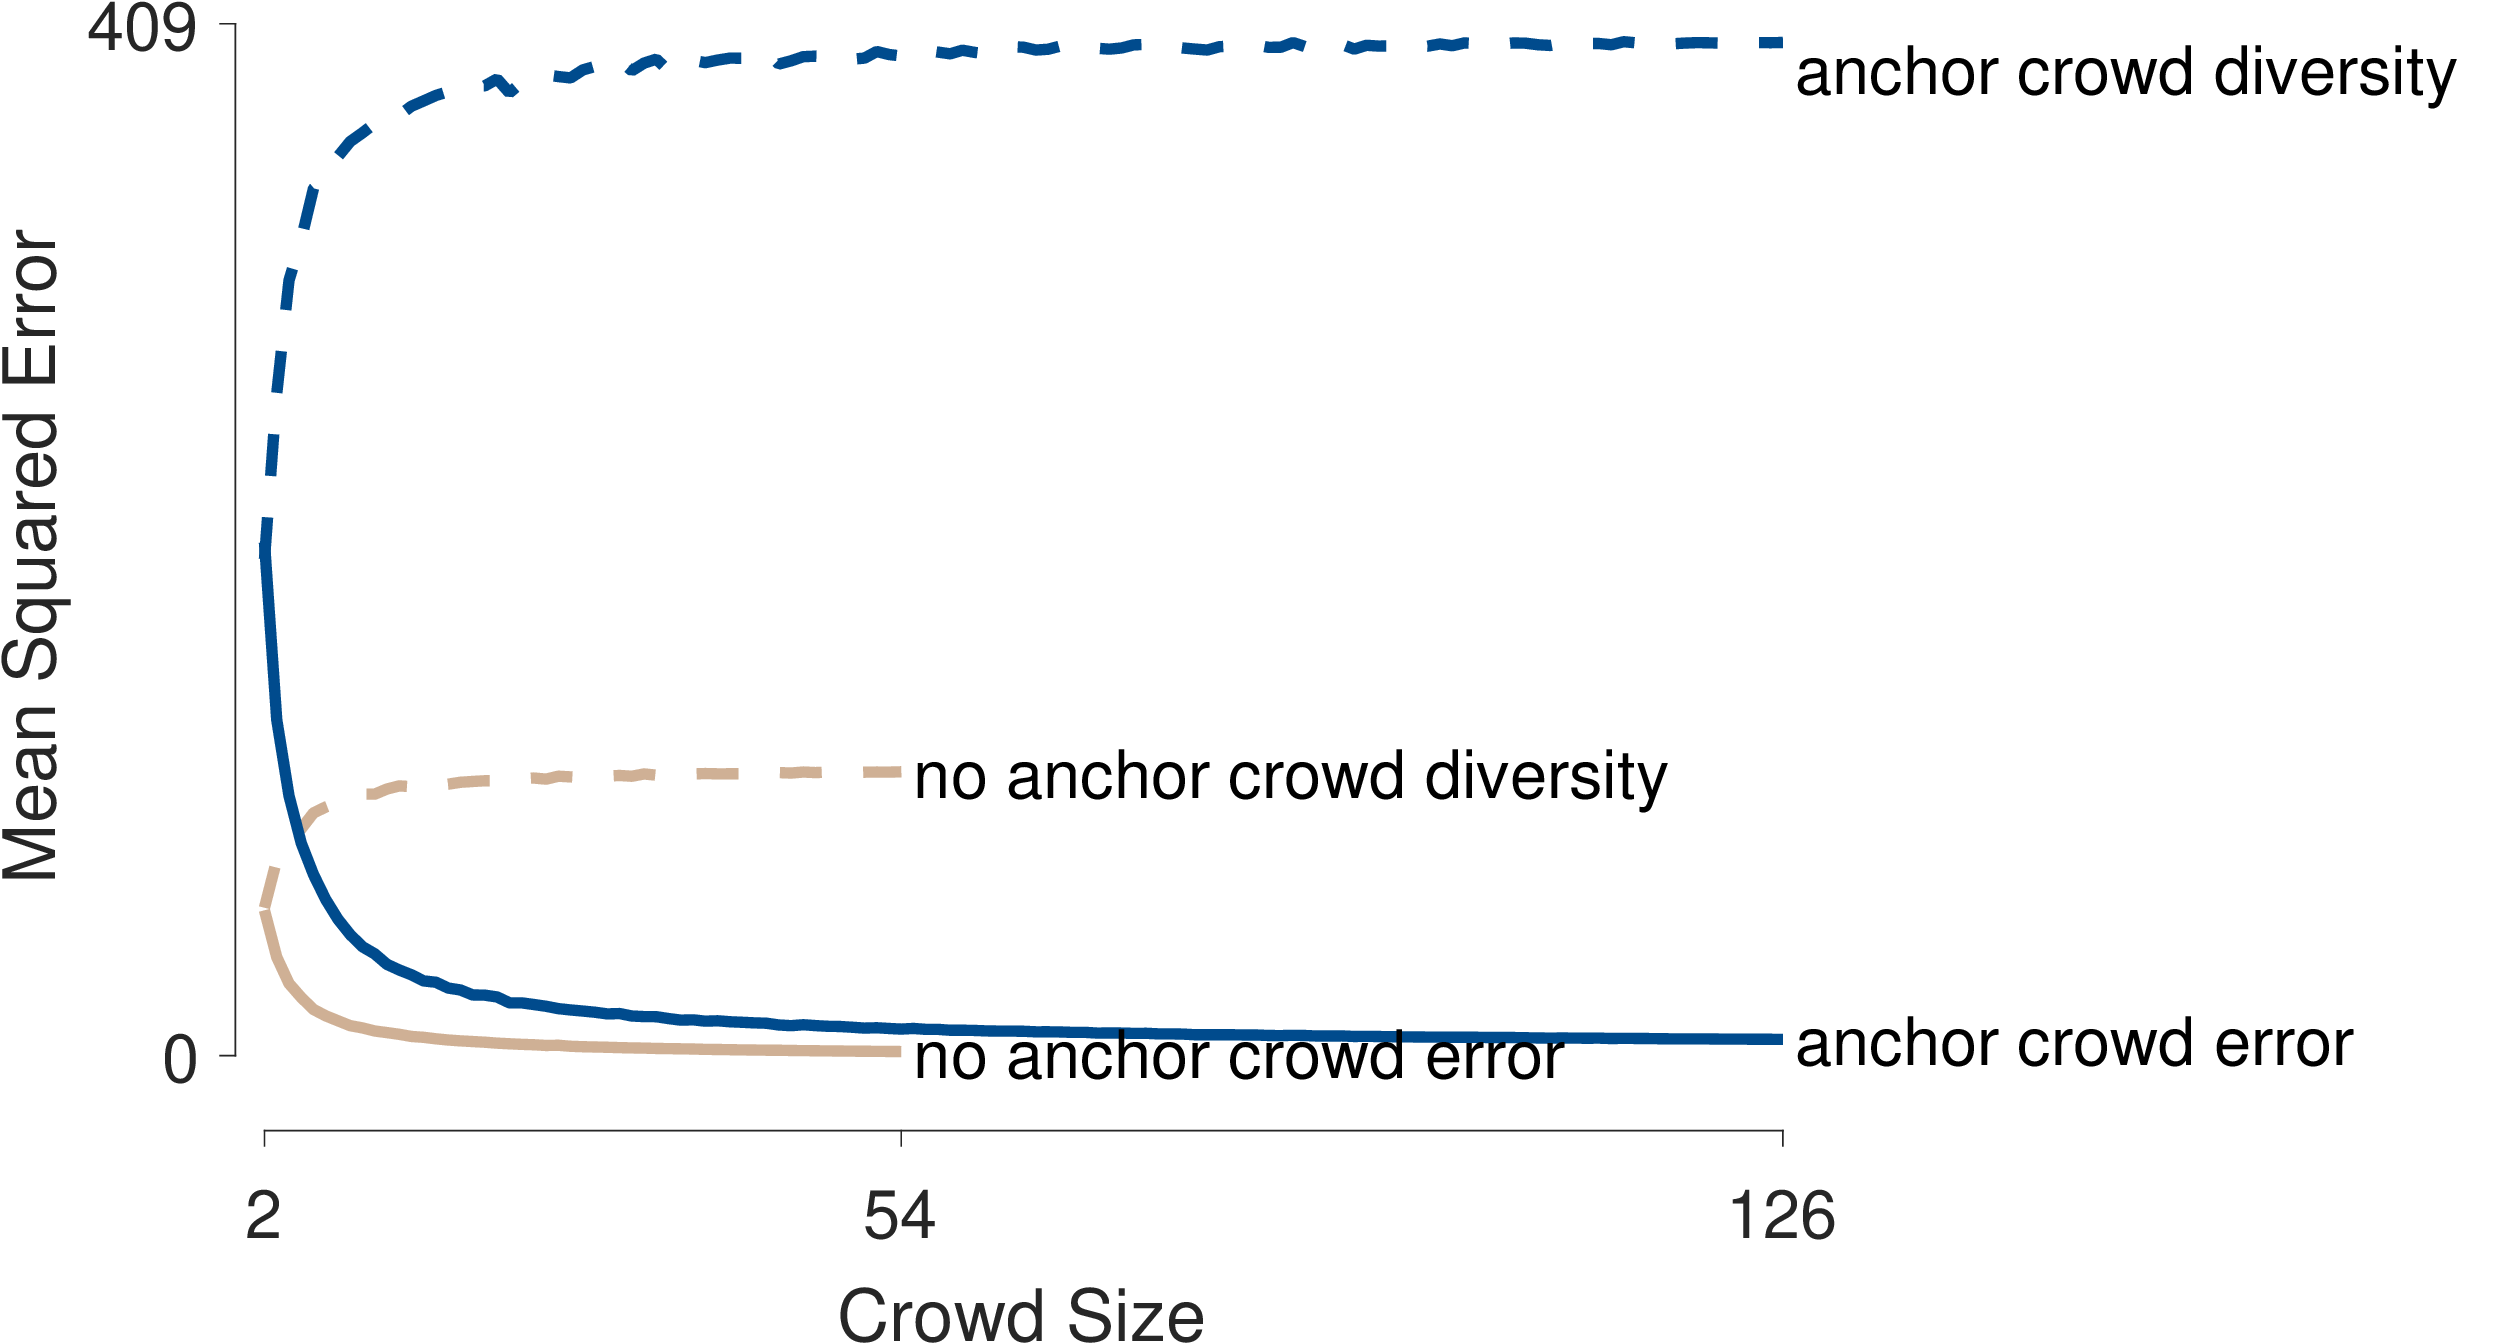 409
anchor crowd diversity
Mean Squared Error
no anchor crowd diversity
anchor crowd error
no anchor crowd error
0
2
54
126
Crowd Size